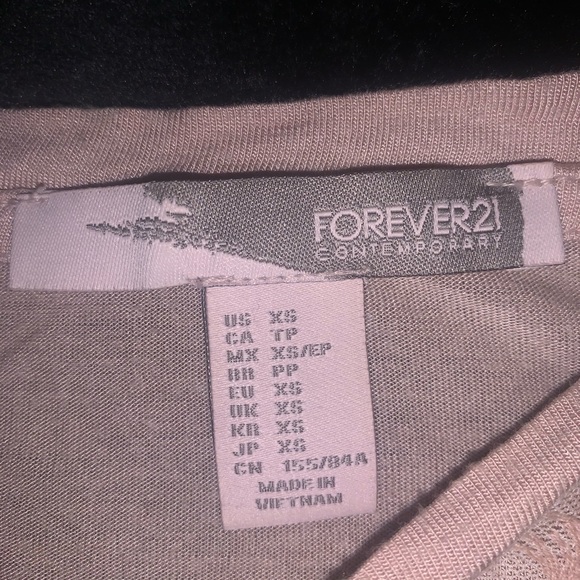 FOREVER21
CONTEMPORARY
US XS
CA TP
MX XS/EP
BR PP
EU XS
UK XS
KR XS
JP XS
CN 155/84A
MADE IN
VIETNAM